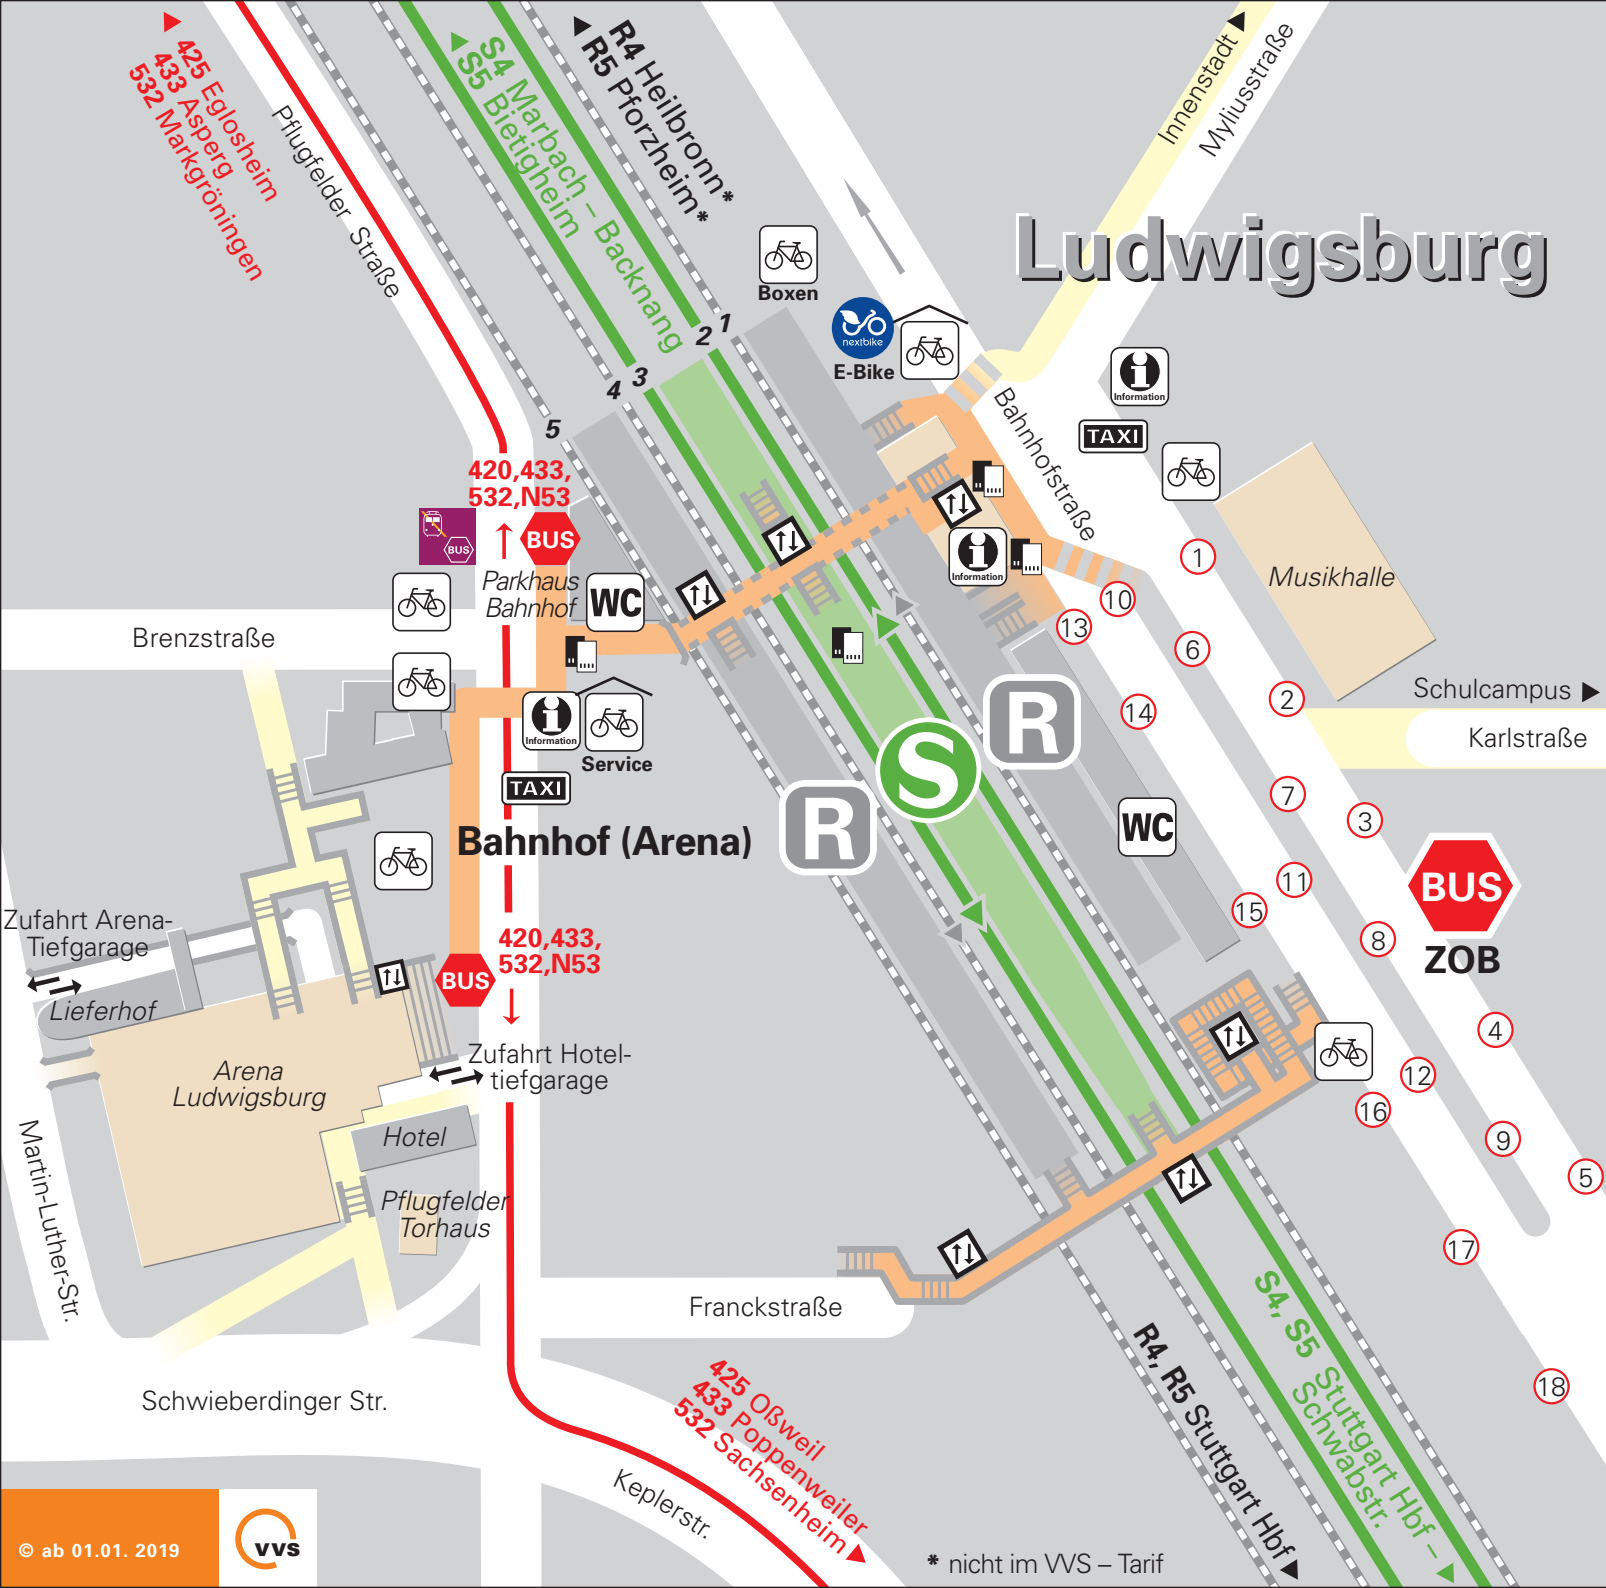 Ludwigsburg
425 Eglosheim
433 Asperg
532 Markgröningen
Pflugfelder Straße
S4 Marbach – Backnang
S5 Bietigheim
R4 Heilbronn*
R5 Pforzheim*
Innenstadt
Myliusstraße
Boxen
nextbike
E-Bike
Information
TAXI
Bahnhofstraße
1
2
3
4
5
420,433,
532,N53
BUS
BUS
Parkhaus
Bahnhof
WC
Brenzstraße
Information
Service
TAXI
Bahnhof (Arena)
Information
Musikhalle
Schulcampus
Karlstraße
R
S
R
WC
1
10
13
6
2
14
7
3
11
15
8
BUS
ZOB
4
12
16
9
5
17
18
Zufahrt Arena-
Tiefgarage
Lieferhof
420,433,
532,N53
BUS
Zufahrt Hotel-
tiefgarage
Arena
Ludwigsburg
Hotel
Pflugfelder
Torhaus
Martin-Luther-Str.
Franckstraße
Schwieberdinger Str.
425 Oßweil
433 Poppenweiler
532 Sachsenheim
Keplerstr.
R4, R5 Stuttgart Hbf
S4, S5 Stuttgart Hbf –
Schwabstr.
* nicht im VVS – Tarif
© ab 01.01. 2019
vvs